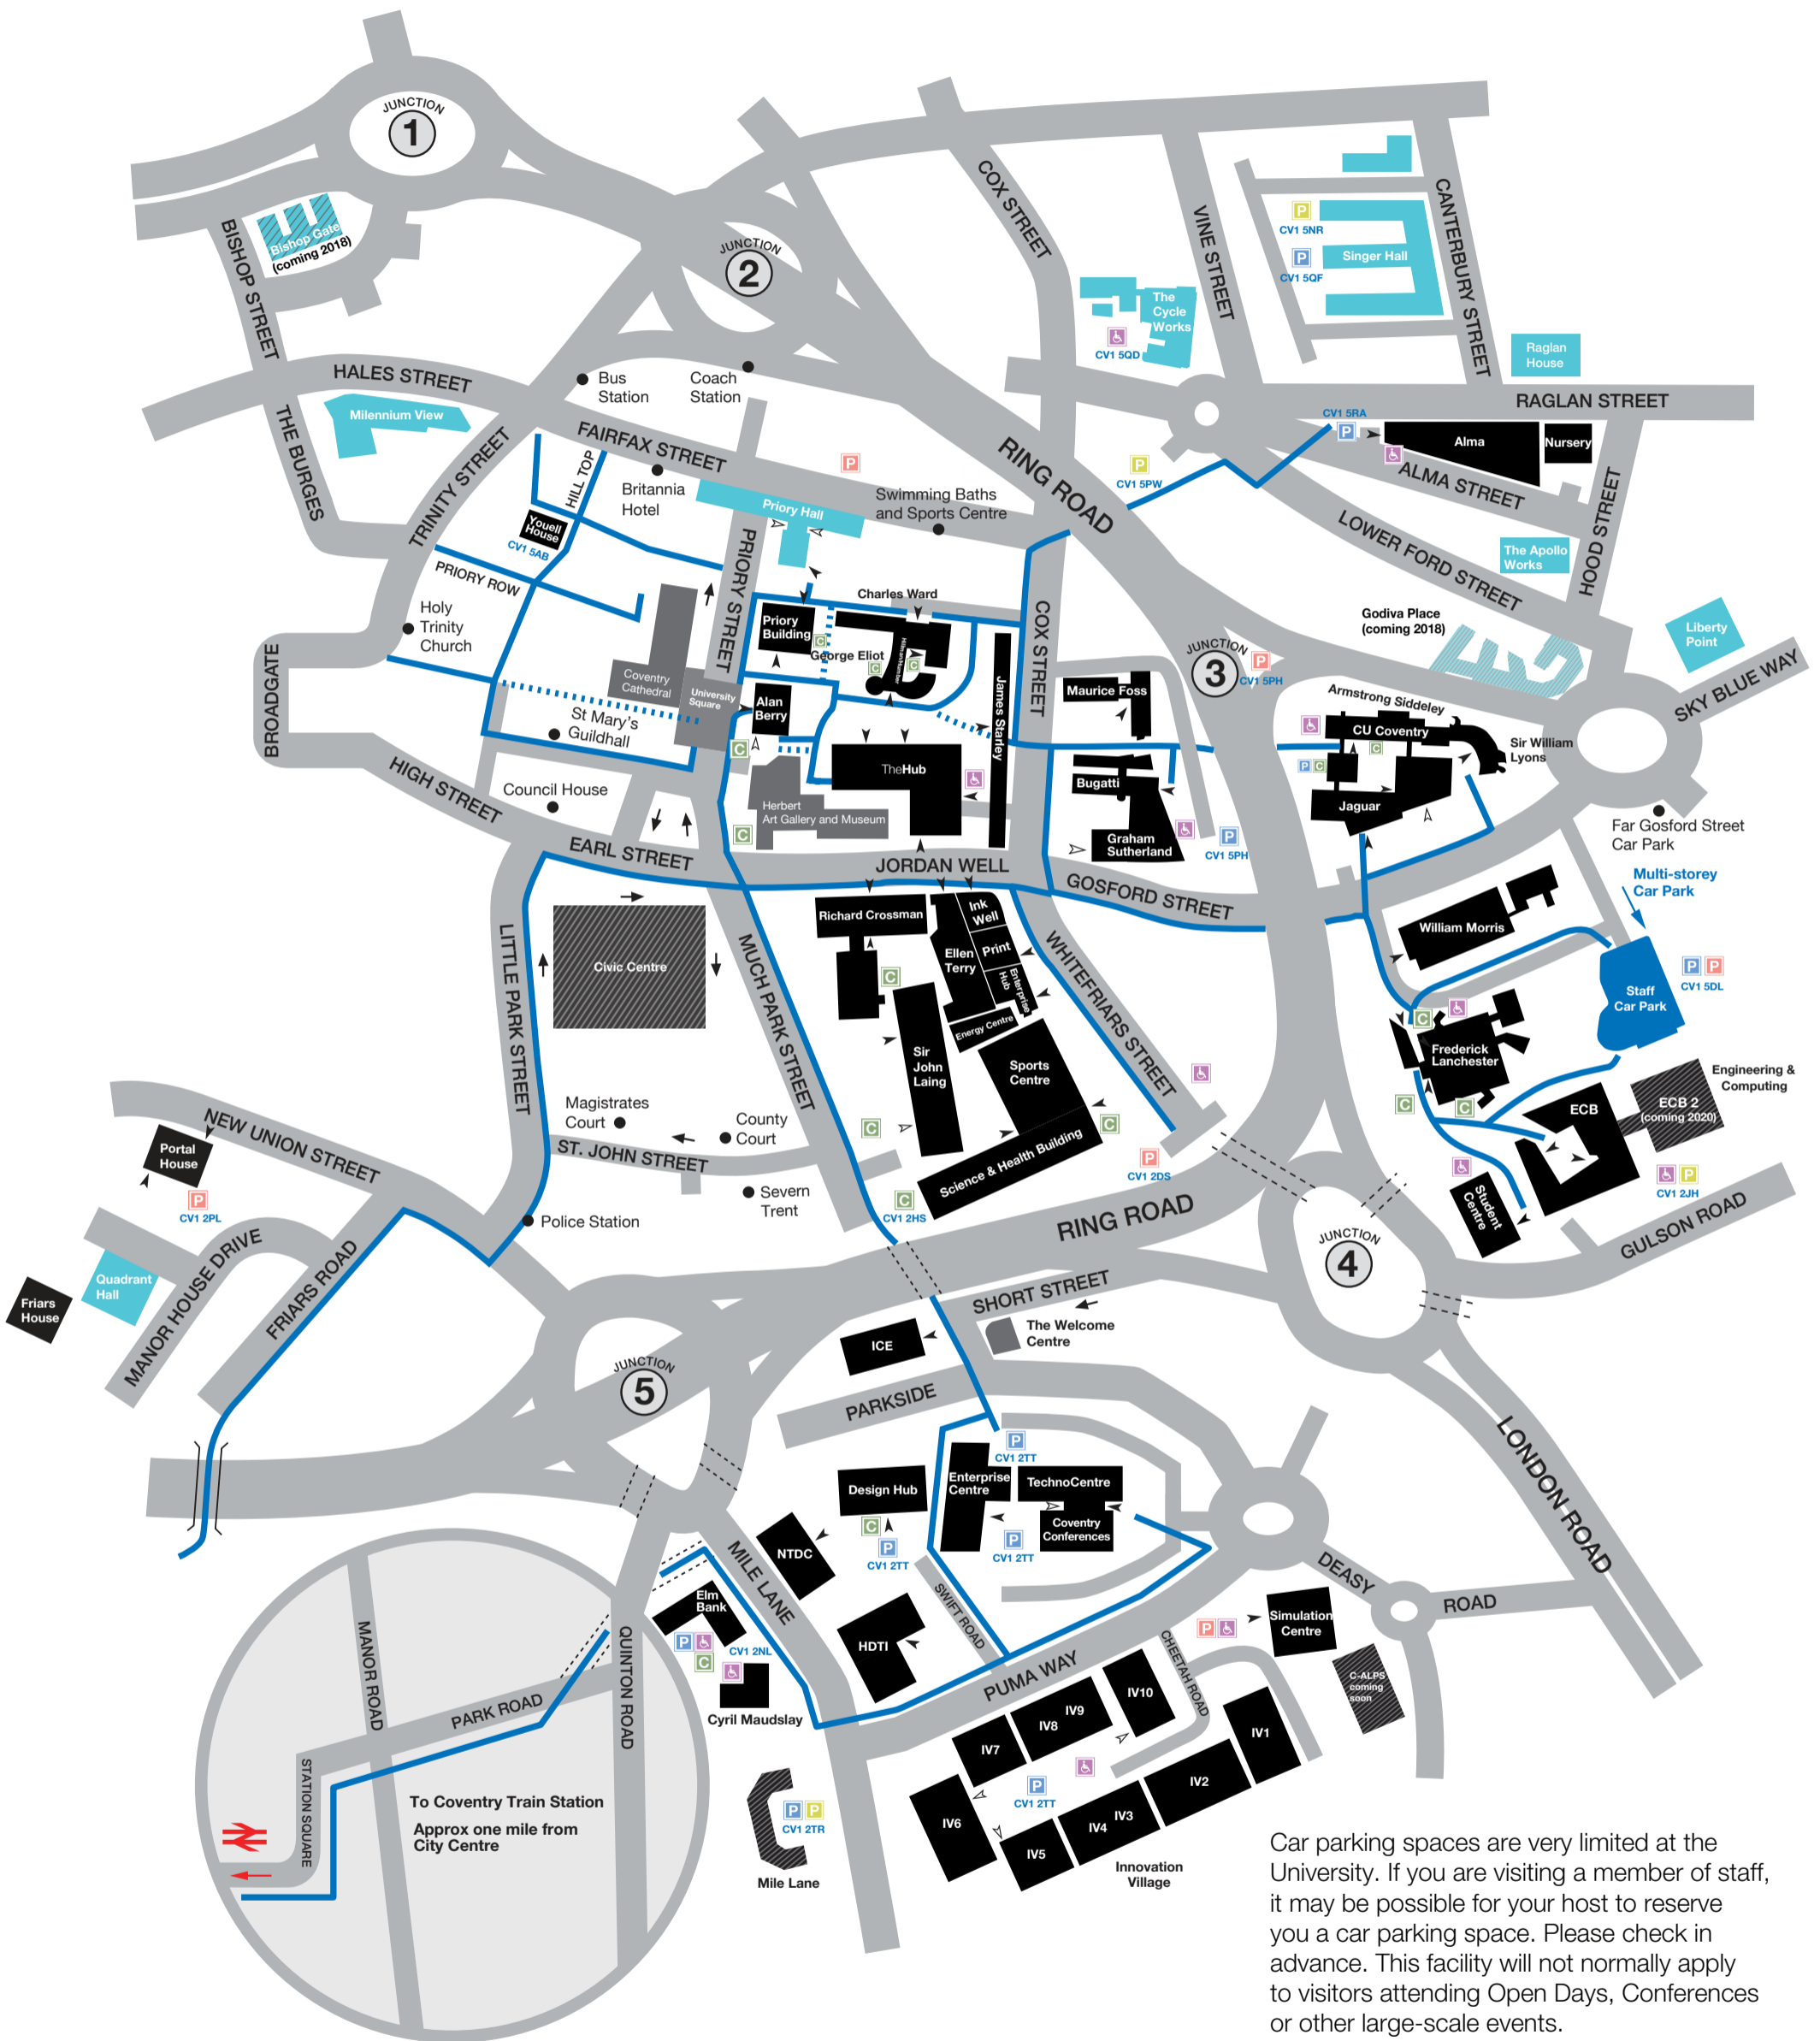 JUNCTION
1
BISHOP STREET
Bishop Gate
(coming 2018)
JUNCTION
2
COX STREET
VINE STREET
CANTERBURY STREET
P
CV1 5NR
P
CV1 5QF
Singer Hall
The
Cycle
Works
CV1 5QD
Raglan
House
RAGLAN STREET
HALES STREET
Milennium View
THE BURGES
TRINITY STREET
Bus
Station
Coach
Station
FAIRFAX STREET
HILL TOP
Britannia
Hotel
P
Priory Hall
Swimming Baths
and Sports Centre
RING ROAD
P
CV1 5PW
CV1 5RA
P
Alma
Nursery
ALMA STREET
LOWER FORD STREET
HOOD STREET
The Apollo
Works
Youell
House
CV1 5AB
PRIORY ROW
Holy
Trinity
Church
PRIORY STREET
Priory
Building
C
Charles Ward
George Eliot
C
C
COX STREET
James Starley
Godiva Place
(coming 2018)
Liberty
Point
SKY BLUE WAY
JUNCTION
3
P
CV1 5PH
BROADGATE
Coventry
Cathedral
University
Square
Alan
Berry
C
St Mary's
Guildhall
TheHub
Maurice Foss
Bugatti
Graham
Sutherland
P
CV1 5PH
Armstrong Siddeley
CU Coventry
C
P C
Sir William
Lyons
Jaguar
Far Gosford Street
Car Park
HIGH STREET
Council House
Herbert
Art Gallery and Museum
C
EARL STREET
JORDAN WELL
GOSFORD STREET
Multi-storey
Car Park
William Morris
Staff
Car Park
P P
CV1 5DL
LITTLE PARK STREET
Civic Centre
MUCH PARK STREET
Richard Crossman
C
Ellen
Terry
Ink
Well
Print
Enterprise
Hub
Energy Centre
WHITEFRIARS STREET
Sir
John
Laing
Sports
Centre
C
C
Science & Health Building
P
CV1 2DS
C
CV1 2HS
C
Frederick
Lanchester
C
C
Engineering &
Computing
ECB
ECB 2
(coming 2020)
P
CV1 2JH
Student
Centre
GULSON ROAD
NEW UNION STREET
Portal
House
P
CV1 2PL
Magistrates
Court
County
Court
ST. JOHN STREET
Severn
Trent
Police Station
RING ROAD
JUNCTION
4
Friars
House
Quadrant
Hall
MANOR HOUSE DRIVE
FRIARS ROAD
SHORT STREET
The Welcome
Centre
ICE
JUNCTION
5
PARKSIDE
LONDON ROAD
P
CV1 2TT
Design Hub
C
P
CV1 2TT
Enterprise
Centre
TechnoCentre
Coventry
Conferences
P
CV1 2TT
NTDC
MILE LANE
SWIFT ROAD
HDTI
DEASY
ROAD
Elm
Bank
P
C
CV1 2NL
Cyril Maudslay
PUMA WAY
CHEETAH ROAD
P
Simulation
Centre
C-ALPS
coming
soon
MANOR ROAD
PARK ROAD
QUINTON ROAD
STATION SQUARE
To Coventry Train Station
Approx one mile from
City Centre
P P
CV1 2TR
Mile Lane
IV10
IV9
IV8
IV7
IV6
IV5
IV4
IV3
IV2
IV1
P
CV1 2TT
Innovation
Village
Car parking spaces are very limited at the
University. If you are visiting a member of staff,
it may be possible for your host to reserve
you a car parking space. Please check in
advance. This facility will not normally apply
to visitors attending Open Days, Conferences
or other large-scale events.